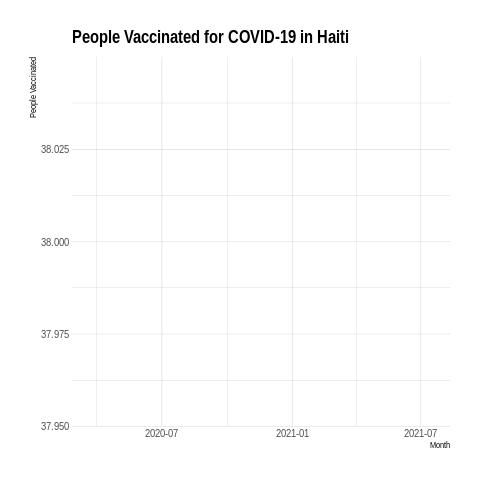 People Vaccinated for COVID-19 in Haiti
People Vaccinated
38.025
38.000
37.975
37.950
2020-07
2021-01
2021-07
Month